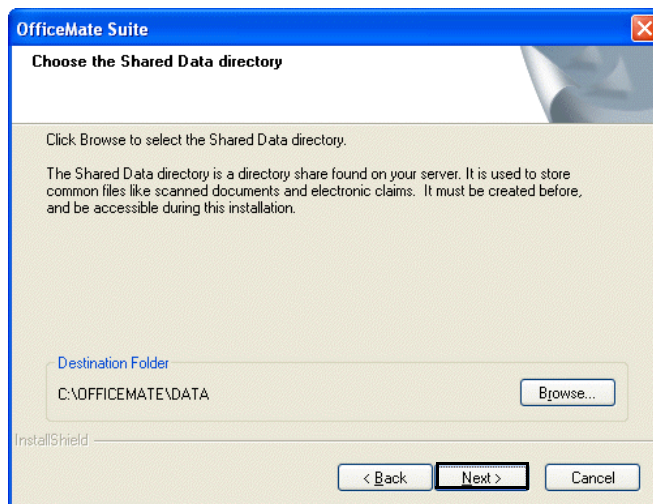 OfficeMate Suite
Choose the Shared Data directory
Click Browse to select the Shared Data directory.
The Shared Data directory is a directory share found on your server. It is used to store
common files like scanned documents and electronic claims.  It must be created before,
and be accessible during this installation.
Destination Folder
C:\OFFICEMATE\DATA
Browse...
InstallShield
< Back
Next >
Cancel